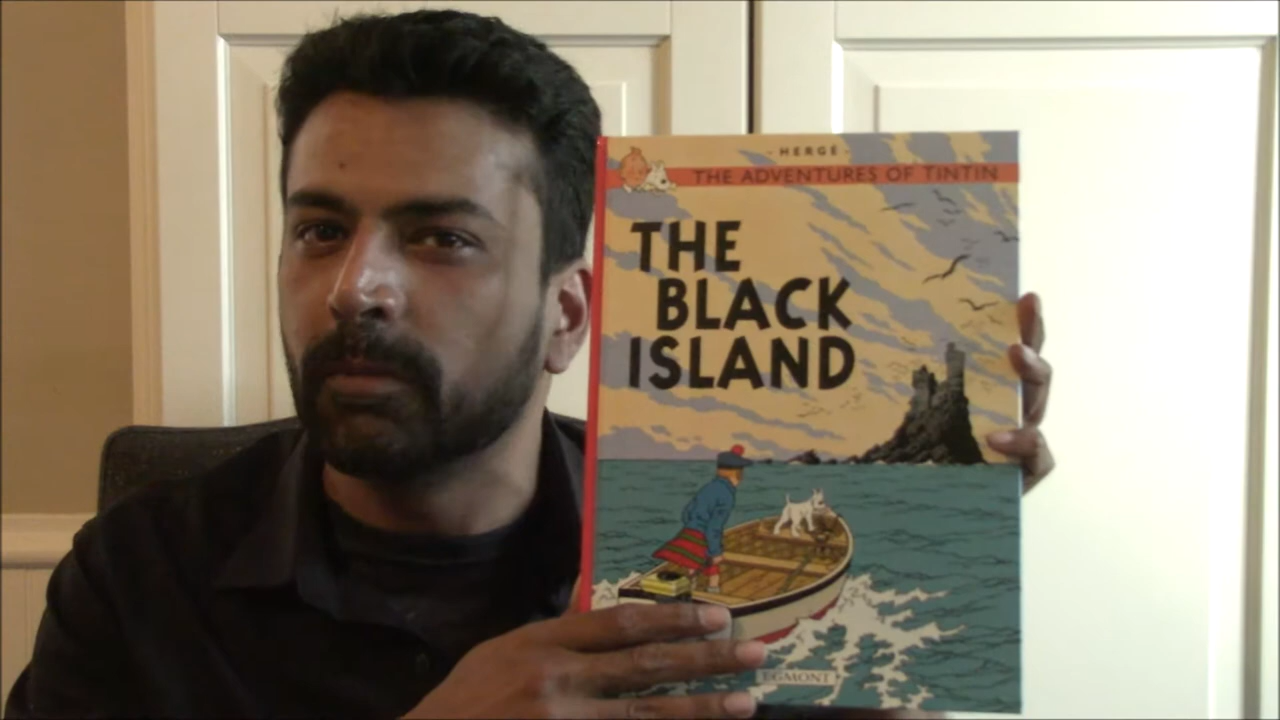 HERGÉ
THE ADVENTURES OF TINTIN
THE
BLACK
ISLAND
EGMONT